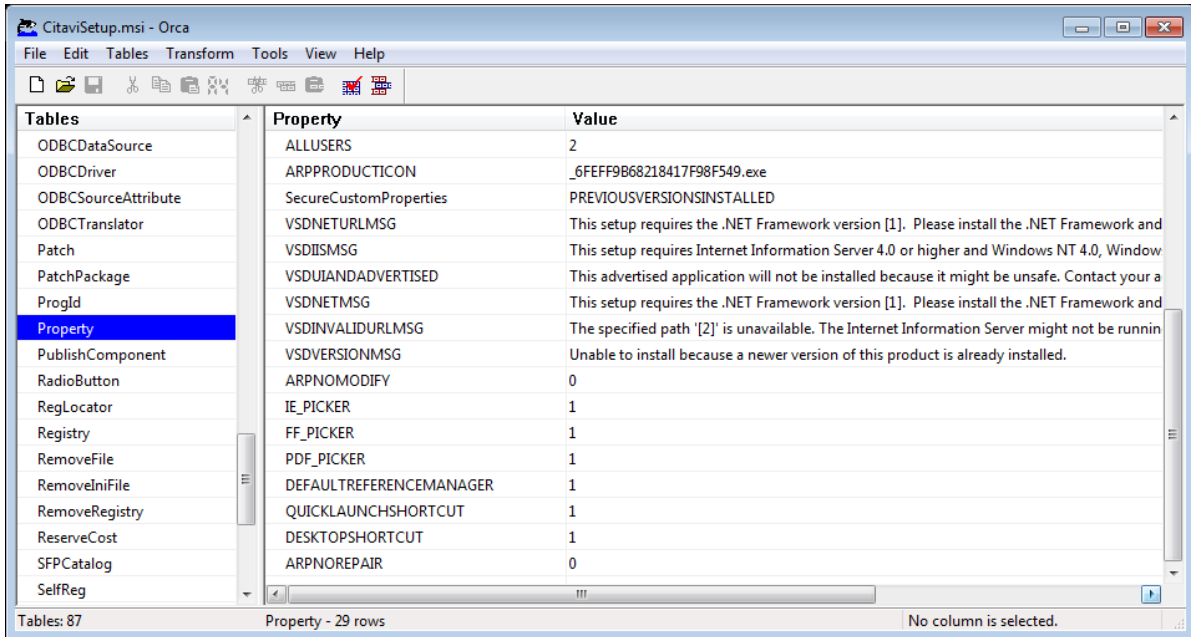 CitaviSetup.msi - Orca
File Edit Tables Transform Tools View Help
Tables
ODBCDataSource
ODBCDriver
ODBCSourceAttribute
ODBCTranslator
Patch
PatchPackage
ProgId
Property
PublishComponent
RadioButton
RegLocator
Registry
RemoveFile
RemoveIniFile
RemoveRegistry
ReserveCost
SFPCatalog
SelfReg
Property Value
ALLUSERS 2
ARPPRODUCTICON _6FEFF9B68218417F98F549.exe
SecureCustomProperties PREVIOUSVERSIONSINSTALLED
VSDNETURLMSG This setup requires the .NET Framework version [1]. Please install the .NET Framework and
VSDIISMSG This setup requires Internet Information Server 4.0 or higher and Windows NT 4.0, Window
VSDUIANDADVERTISED This advertised application will not be installed because it might be unsafe. Contact your a
VSDNETMSG This setup requires the .NET Framework version [1]. Please install the .NET Framework and
VSDINVALIDURLMSG The specified path '[2]' is unavailable. The Internet Information Server might not be runnin
VSDVERSIONMSG Unable to install because a newer version of this product is already installed.
ARPNOMODIFY 0
IE_PICKER 1
FF_PICKER 1
PDF_PICKER 1
DEFAULTREFERENCEMANAGER 1
QUICKLAUNCHSHORTCUT 1
DESKTOPSHORTCUT 1
ARPNOREPAIR 0
Tables: 87 Property - 29 rows No column is selected.